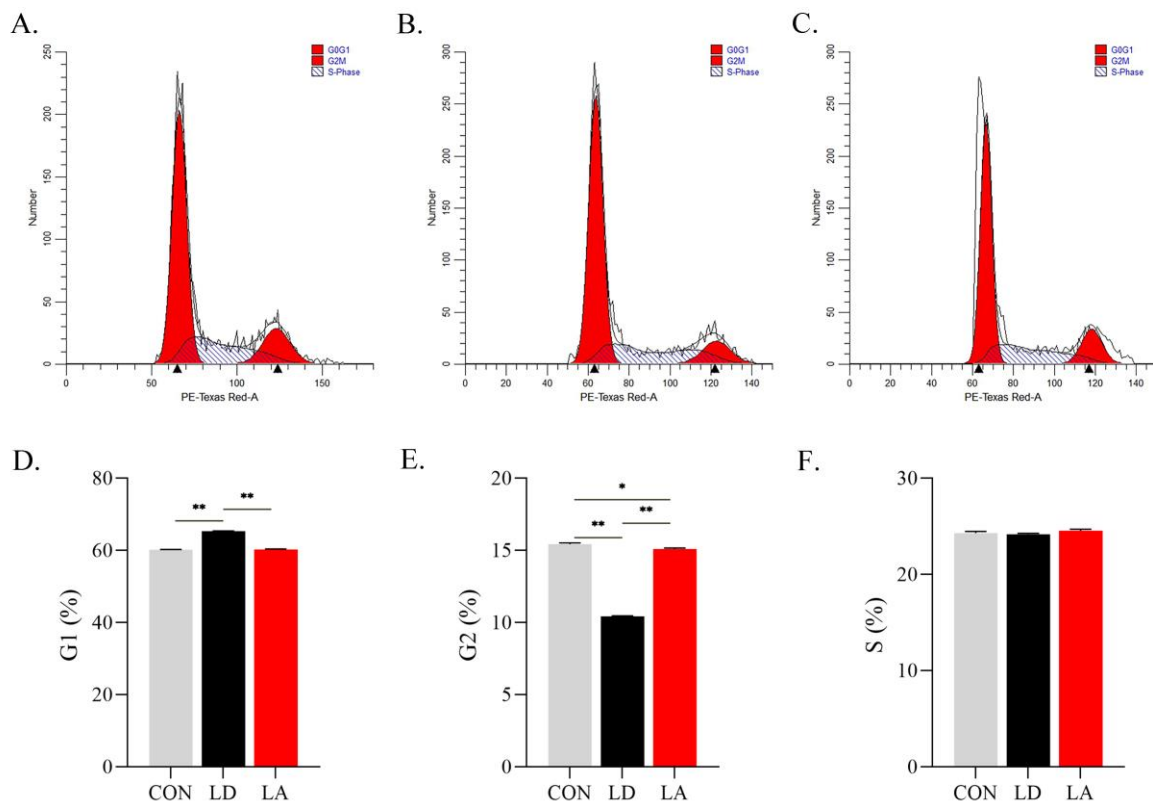 A.
B.
C.
G0G1
G2M
S-Phase
G0G1
G2M
S-Phase
G0G1
G2M
S-Phase
Number
0 50 100 150 200 250
0 50 100 150
PE-Texas Red-A
Number
0 50 100 150 200 250 300
0 20 40 60 80 100 120 140
PE-Texas Red-A
Number
0 50 100 150 200 250 300
0 20 40 60 80 100 120 140
PE-Texas Red-A
D.
E.
F.
G1 (%)
80
60
40
20
0
** **
CON LD LA
G2 (%)
20
15
10
5
0
*
** **
CON LD LA
S (%)
30
20
10
0
CON LD LA